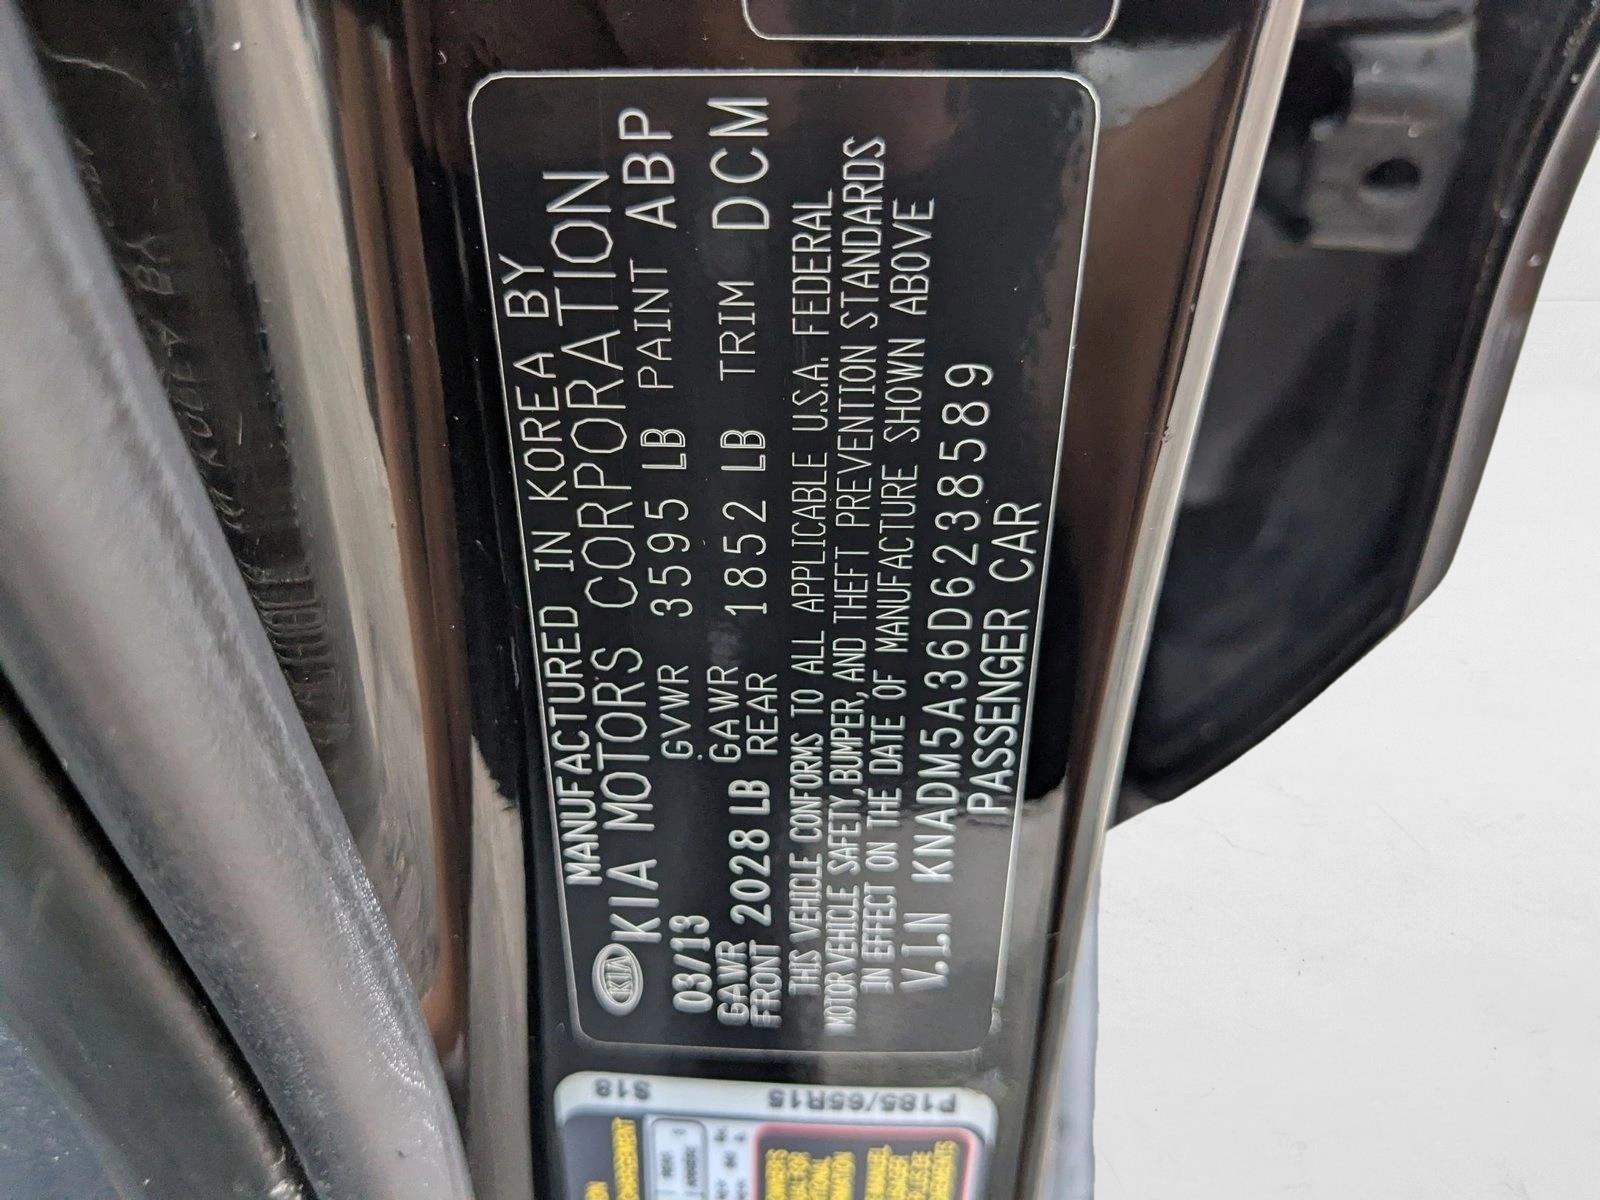 MANUFACTURED IN KOREA BY
KIA KIA MOTORS CORPORATION
03/13 GVWR 3595 LB PAINT ABP
GAWR FRONT 2028 LB GAWR REAR 1852 LB TRIM DCM
THIS VEHICLE CONFORMS TO ALL APPLICABLE U.S.A. FEDERAL
MOTOR VEHICLE SAFETY, BUMPER, AND THEFT PREVENTION STANDARDS
IN EFFECT ON THE DATE OF MANUFACTURE SHOWN ABOVE
V.I.N KNADM5A36D6238589
PASSENGER CAR
P185/65R15